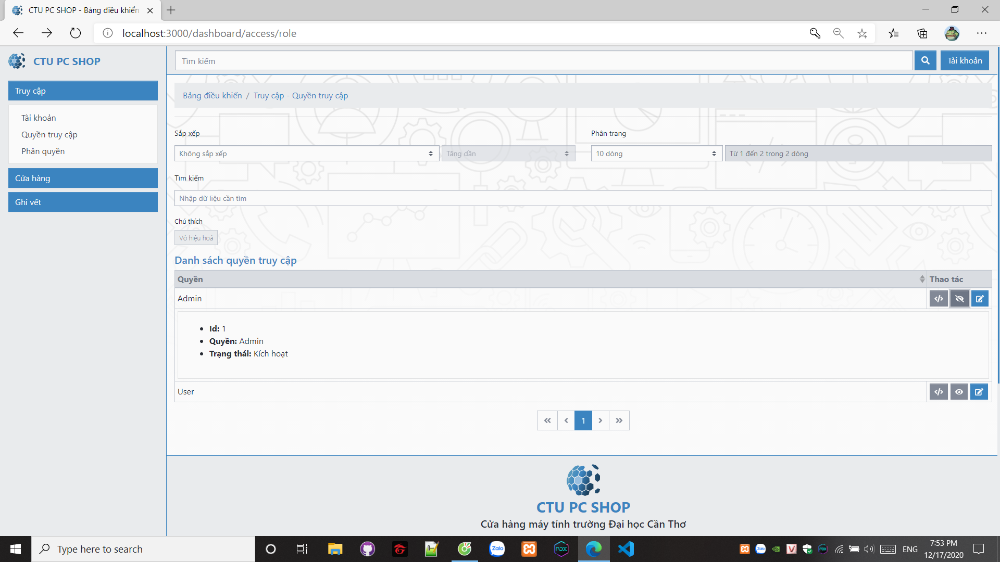 CTU PC SHOP - Bảng điều khiển
localhost:3000/dashboard/access/role
CTU PC SHOP
Tìm kiếm
Tài khoản
Truy cập
Tài khoản
Quyền truy cập
Phân quyền
Cửa hàng
Ghi vết
Bảng điều khiển / Truy cập - Quyền truy cập
Sắp xếp
Phân trang
Không sắp xếp
Tăng dần
10 dòng
Từ 1 đến 2 trong 2 dòng
Tìm kiếm
Nhập dữ liệu cần tìm
Chú thích
Vô hiệu hoá
Danh sách quyền truy cập
Quyền
Thao tác
Admin
Id: 1
Quyền: Admin
Trạng thái: Kích hoạt
User
« ‹ 1 › »
CTU PC SHOP
Cửa hàng máy tính trường Đại học Cần Thơ
Type here to search
Zalo
nox
ENG
7:53 PM
12/17/2020